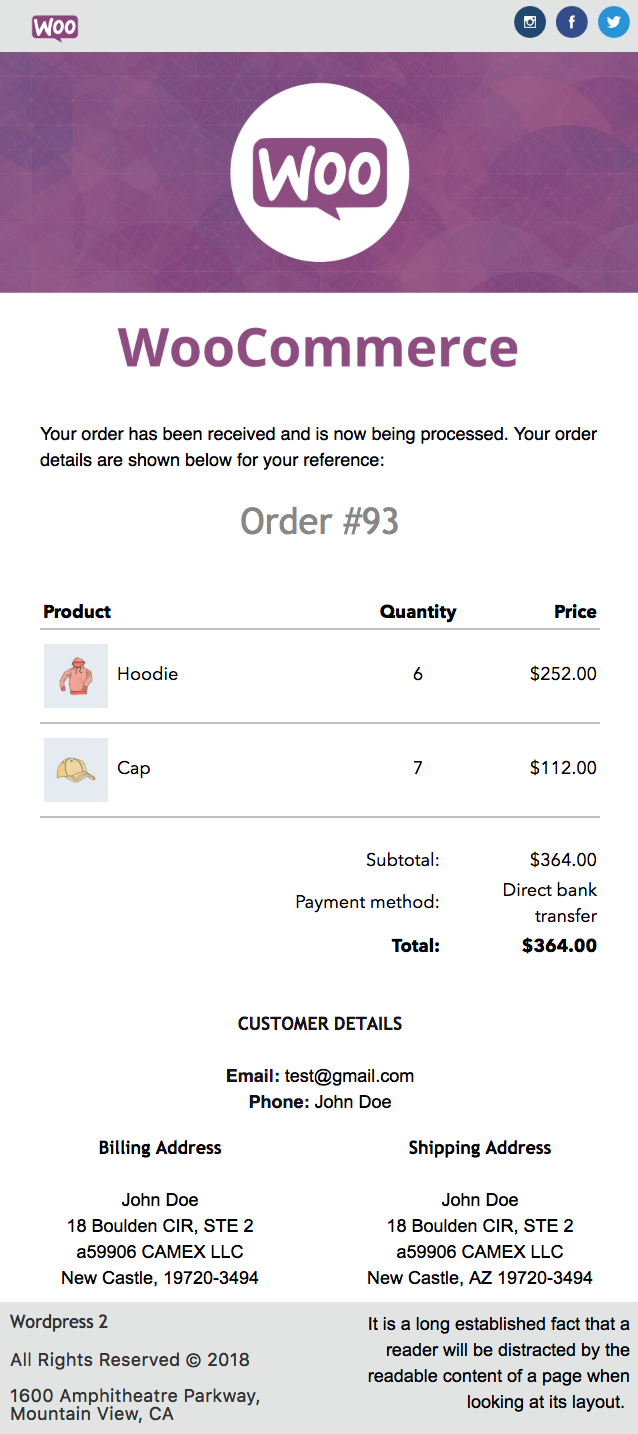 Woo
Woo
WooCommerce
Your order has been received and is now being processed. Your order
details are shown below for your reference:
Order #93
Product Quantity Price
Hoodie 6 $252.00
Cap 7 $112.00
Subtotal: $364.00
Payment method: Direct bank
transfer
Total: $364.00
CUSTOMER DETAILS
Email: test@gmail.com
Phone: John Doe
Billing Address
John Doe
18 Boulden CIR, STE 2
a59906 CAMEX LLC
New Castle, 19720-3494
Shipping Address
John Doe
18 Boulden CIR, STE 2
a59906 CAMEX LLC
New Castle, AZ 19720-3494
Wordpress 2
All Rights Reserved © 2018
1600 Amphitheatre Parkway,
Mountain View, CA
It is a long established fact that a
reader will be distracted by the
readable content of a page when
looking at its layout.